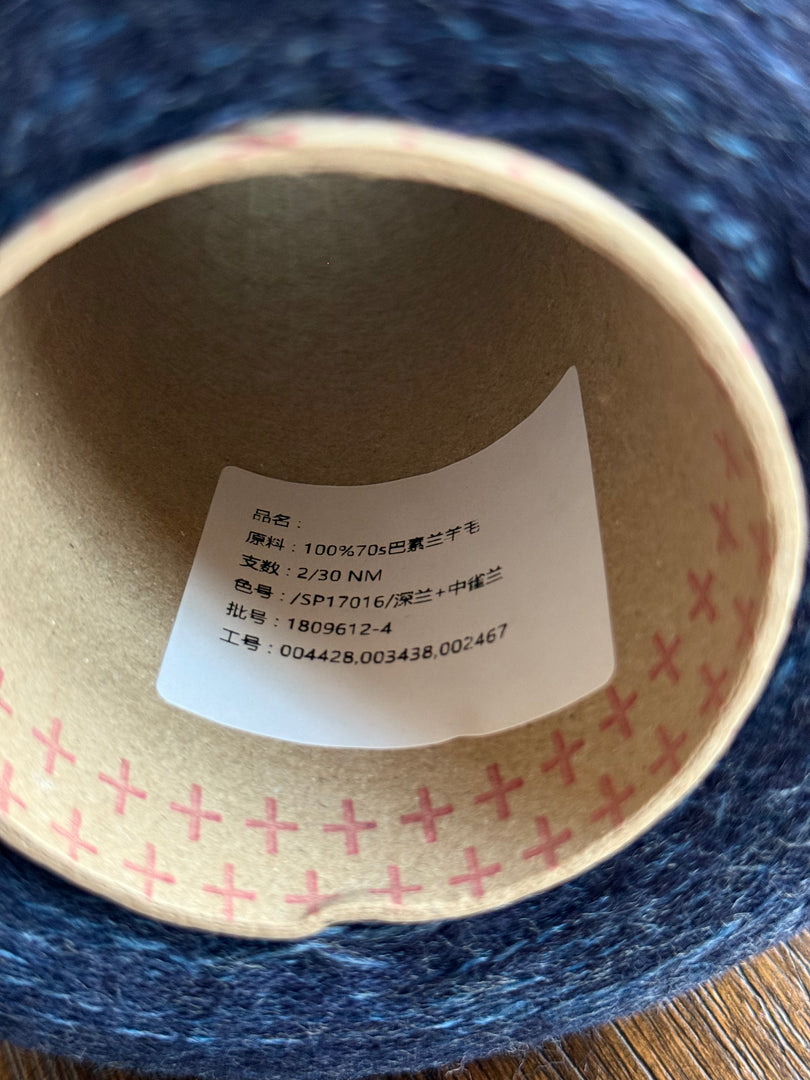 品名：
原料：100%70s巴素兰羊毛
支数：2/30 NM
色号：/SP17016/深兰+中雀兰
批号：1809612-4
工号：004428,003438,002467